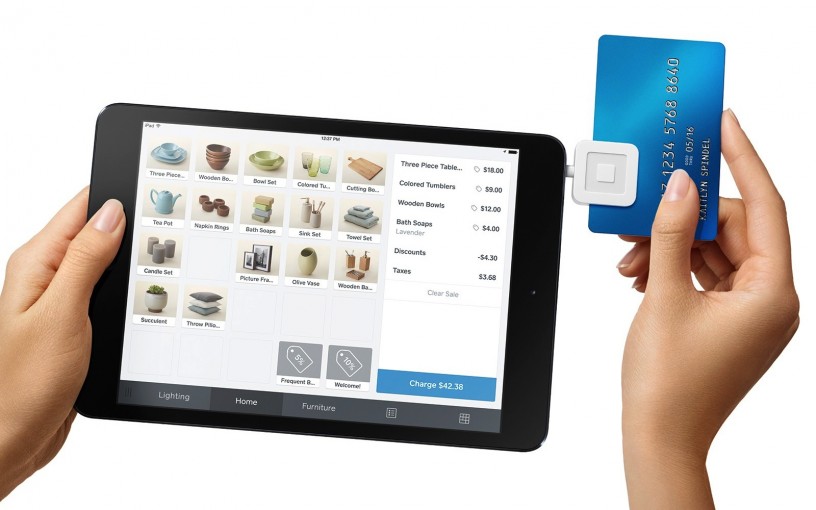 iPad
12:27 PM
Three Piece...
Wooden Bo...
Bowl Set
Colored Tu...
Cutting Bo...
Tea Pot
Napkin Rings
Bath Soaps
Sink Set
Towel Set
Candle Set
Picture Fra...
Olive Vase
Wooden Ba...
Succulent
Throw Pillo...
5%
Frequent B...
10%
Welcome!
Lighting
Home
Furniture
Three Piece Table... $18.00
Colored Tumblers $9.00
Wooden Bowls $12.00
Bath Soaps $4.00
Lavender
Discounts -$4.30
Taxes $3.68
Clear Sale
Charge $42.38
1234 5768 8640
05/16
KAITLYN SPINDEL